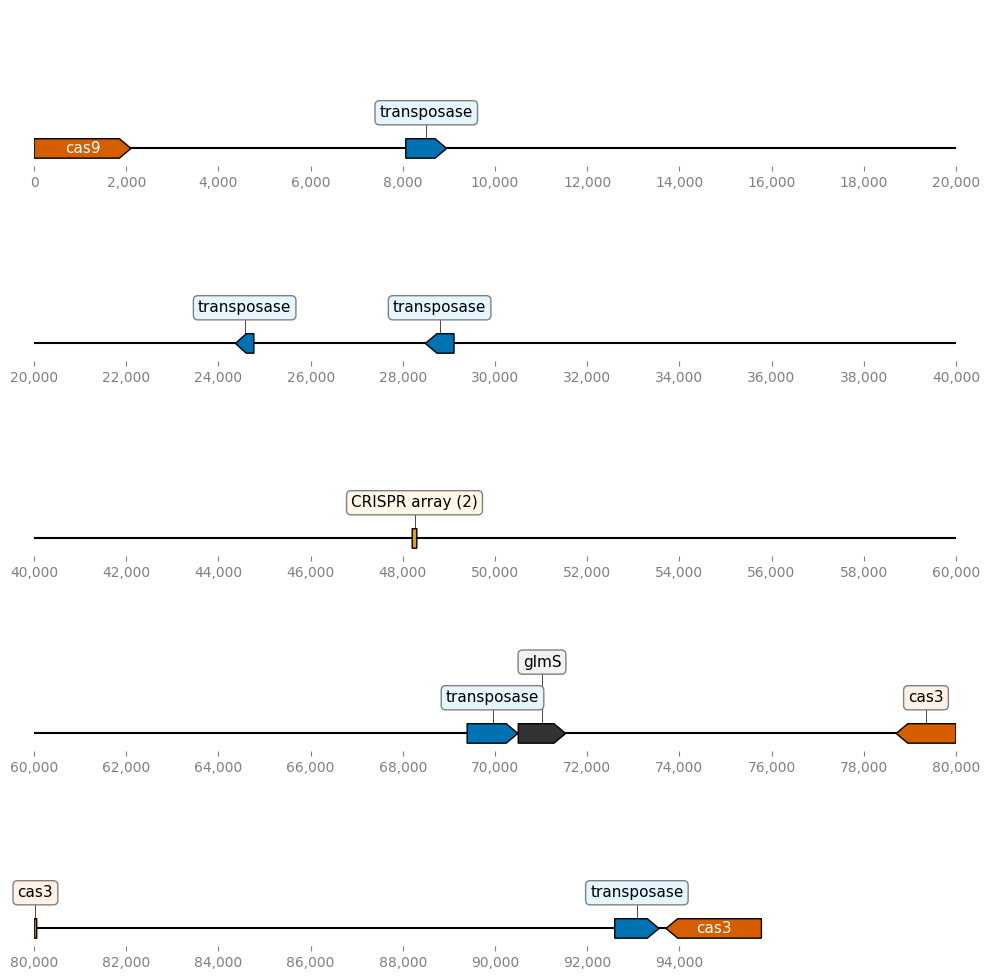 transposase
cas9
0 2,000 4,000 6,000 8,000 10,000 12,000 14,000 16,000 18,000 20,000
transposase transposase
20,000 22,000 24,000 26,000 28,000 30,000 32,000 34,000 36,000 38,000 40,000
CRISPR array (2)
40,000 42,000 44,000 46,000 48,000 50,000 52,000 54,000 56,000 58,000 60,000
glmS
transposase cas3
60,000 62,000 64,000 66,000 68,000 70,000 72,000 74,000 76,000 78,000 80,000
cas3 transposase
cas3
80,000 82,000 84,000 86,000 88,000 90,000 92,000 94,000